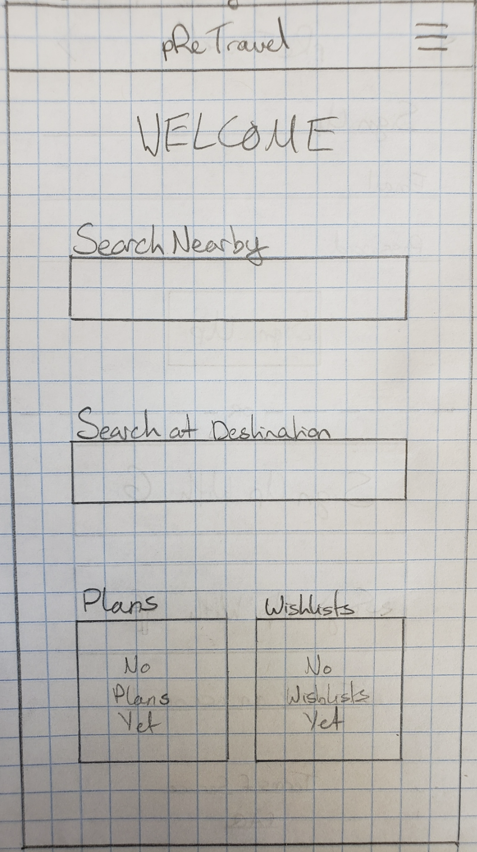 pReTravel
WELCOME
Search Nearby
Search at Destination
Plans
Wishlists
No
Plans
Yet
No
Wishlists
Yet